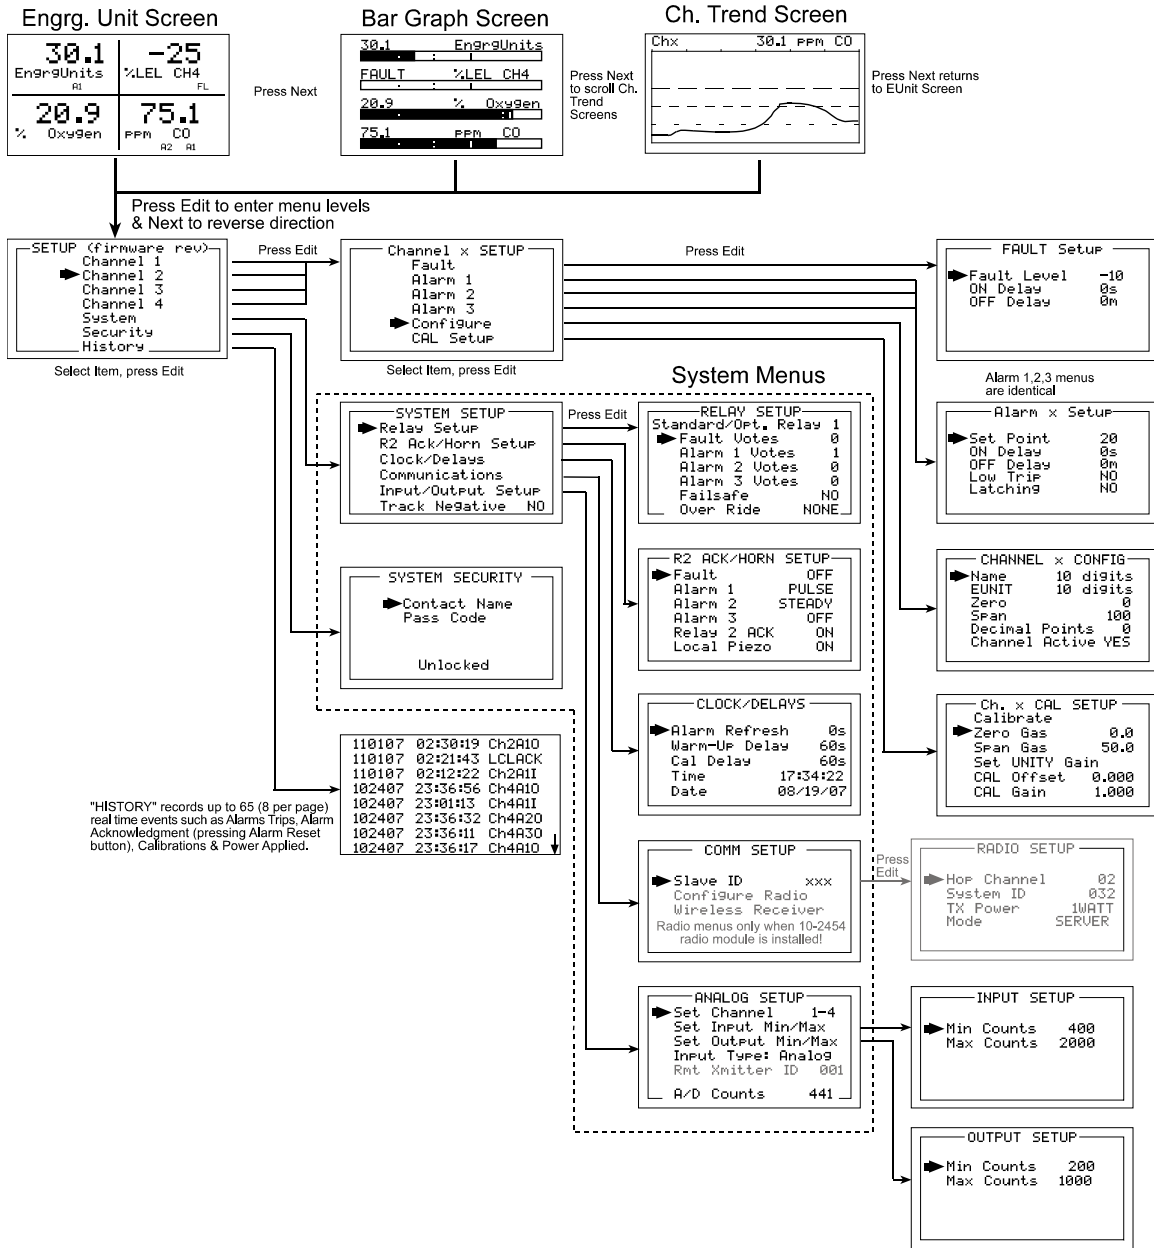 Engrg. Unit Screen
30.1
EngrgUnits
A1
-25
%LEL CH4
FL
20.9
% Oxygen
75.1
PPM CO
A2 A1
Press Next
Bar Graph Screen
30.1 EngrgUnits
FAULT %LEL CH4
20.9 % Oxygen
75.1 PPM CO
Press Next
to scroll Ch.
Trend
Screens
Ch. Trend Screen
Chx 30.1 PPM CO
Press Next returns
to EUnit Screen
Press Edit to enter menu levels
& Next to reverse direction
SETUP (firmware rev)
Channel 1
Channel 2
Channel 3
Channel 4
System
Security
History
Select Item, press Edit
Press Edit
Channel x SETUP
Fault
Alarm 1
Alarm 2
Alarm 3
Configure
CAL Setup
Select Item, press Edit
Press Edit
FAULT Setup
Fault Level -10
ON Delay 0s
OFF Delay 0m
Alarm 1,2,3 menus
are identical
Alarm x Setup
Set Point 20
ON Delay 0s
OFF Delay 0m
Low Trip NO
Latching NO
System Menus
SYSTEM SETUP
Relay Setup
R2 Ack/Horn Setup
Clock/Delays
Communications
Input/Output Setup
Track Negative NO
Press Edit
RELAY SETUP
Standard/Opt. Relay 1
Fault Votes 0
Alarm 1 Votes 1
Alarm 2 Votes 0
Alarm 3 Votes 0
Failsafe NO
Over Ride NONE
SYSTEM SECURITY
Contact Name
Pass Code
Unlocked
R2 ACK/HORN SETUP
Fault OFF
Alarm 1 PULSE
Alarm 2 STEADY
Alarm 3 OFF
Relay 2 ACK ON
Local Piezo ON
CHANNEL x CONFIG
Name 10 digits
EUNIT 10 digits
Zero 0
Span 100
Decimal Points 0
Channel Active YES
CLOCK/DELAYS
Alarm Refresh 0s
Warm-Up Delay 60s
Cal Delay 60s
Time 17:34:22
Date 08/19/07
Ch. x CAL SETUP
Calibrate
Zero Gas 0.0
Span Gas 50.0
Set UNITY Gain
CAL Offset 0.000
CAL Gain 1.000
"HISTORY" records up to 65 (8 per page)
real time events such as Alarms Trips, Alarm
Acknowledgment (pressing Alarm Reset
button), Calibrations & Power Applied.
110107 02:30:19 Ch2A1O
110107 02:21:43 LCLACK
110107 02:12:22 Ch2A1I
102407 23:36:56 Ch4A1O
102407 23:01:13 Ch4A1I
102407 23:36:32 Ch4A2O
102407 23:36:11 Ch4A3O
102407 23:36:17 Ch4A1O
COMM SETUP
Slave ID xxx
Configure Radio
Wireless Receiver
Radio menus only when 10-2454
radio module is installed!
Press
Edit
RADIO SETUP
Hop Channel 02
System ID 032
TX Power 1WATT
Mode SERVER
ANALOG SETUP
Set Channel 1-4
Set Input Min/Max
Set Output Min/Max
Input Type: Analog
Rmt Xmitter ID 001
A/D Counts 441
INPUT SETUP
Min Counts 400
Max Counts 2000
OUTPUT SETUP
Min Counts 200
Max Counts 1000